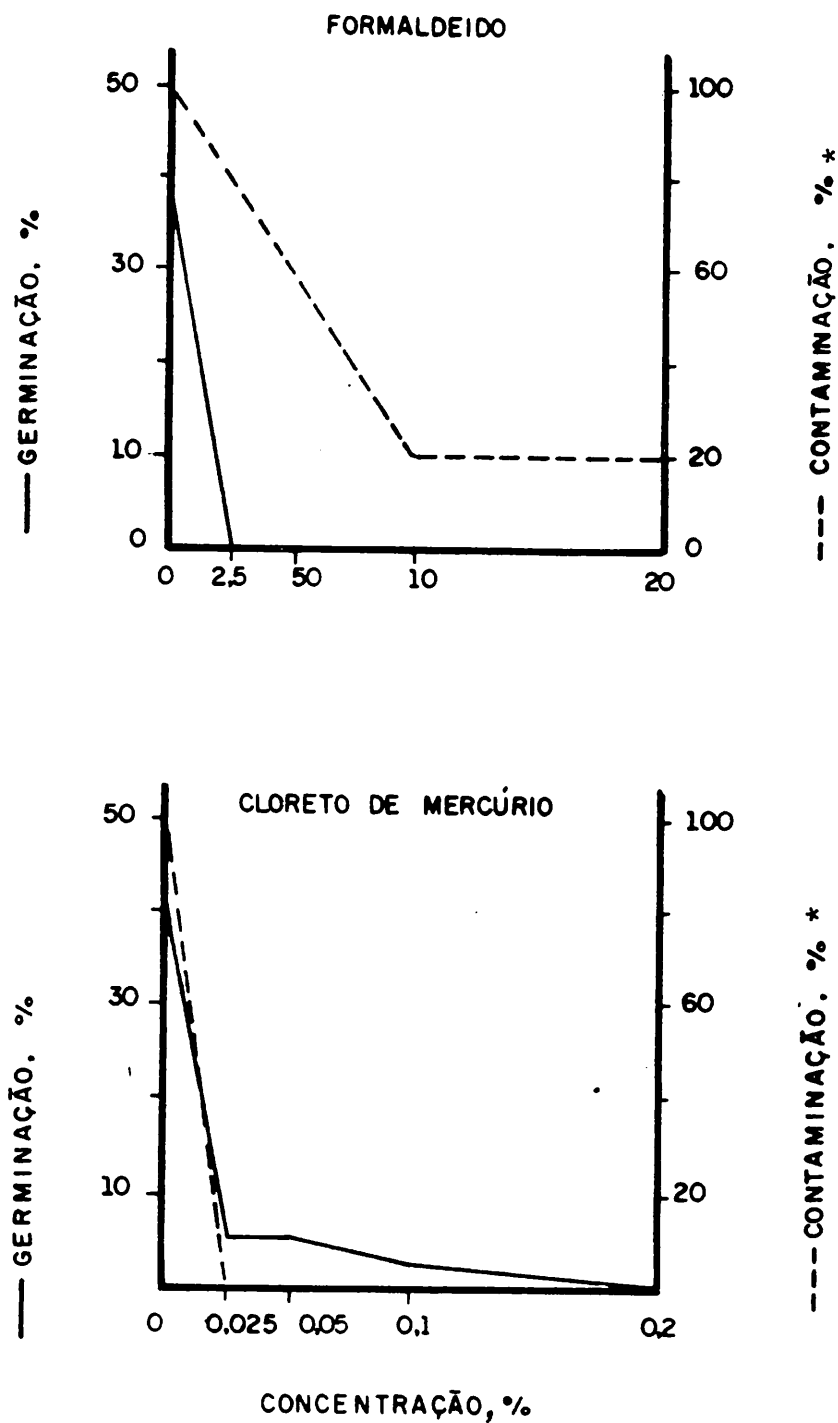 FORMALDEIDO
50
30
10
0
—— GERMINAÇÃO, %
100
60
20
0
--- CONTAMINAÇÃO, % *
0 2,5 50 10 20
CLORETO DE MERCÚRIO
50
30
10
—— GERMINAÇÃO, %
100
60
20
--- CONTAMINAÇÃO, % *
0 0,025 0,05 0,1 0,2
CONCENTRAÇÃO, %